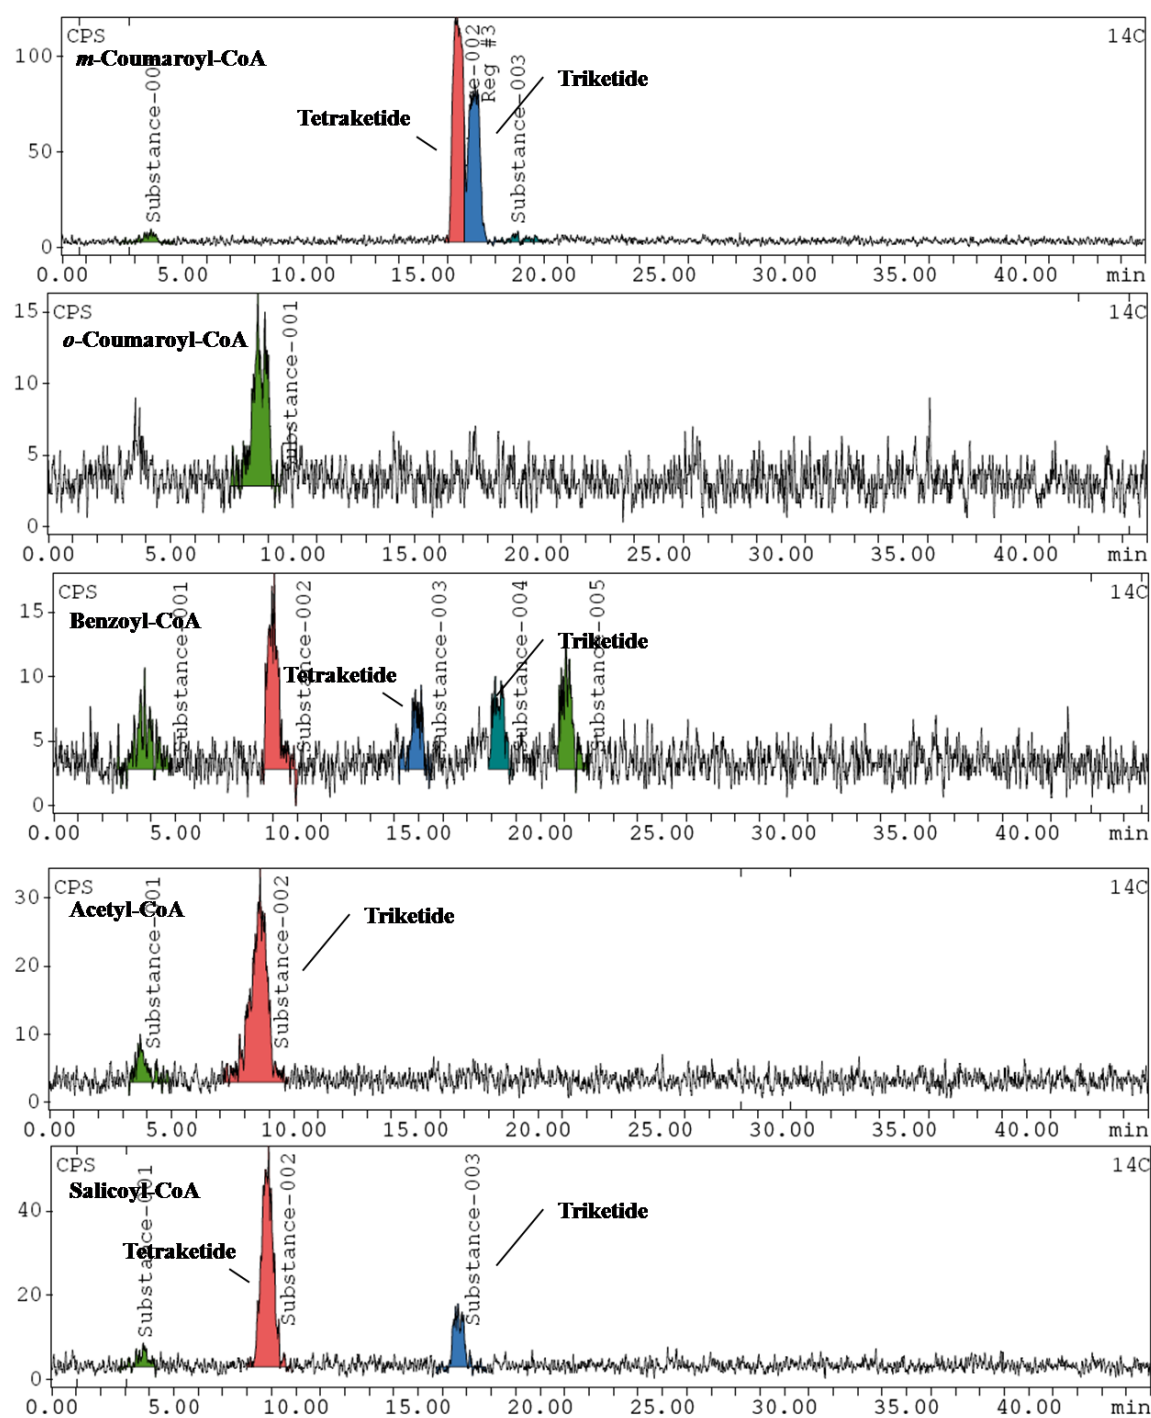 CPS
14C
m-Coumaroyl-CoA
Substance-00
Tetraketide
ce-002
Reg #3
Substance-003
Triketide
100
50
0
0.00 5.00 10.00 15.00 20.00 25.00 30.00 35.00 40.00 min
CPS
14C
o-Coumaroyl-CoA
Substance-001
15
10
5
0
0.00 5.00 10.00 15.00 20.00 25.00 30.00 35.00 40.00 min
CPS
14C
Benzoyl-CoA
Substance-001
Substance-002
Tetraketide
Substance-003
Substance-004
Triketide
Substance-005
15
10
5
0
0.00 5.00 10.00 15.00 20.00 25.00 30.00 35.00 40.00 min
CPS
14C
Acetyl-CoA
Substance-001
Substance-002
Triketide
30
20
10
0
0.00 5.00 10.00 15.00 20.00 25.00 30.00 35.00 40.00 min
CPS
14C
Salicoyl-CoA
Substance-001
Tetraketide
Substance-002
Substance-003
Triketide
40
20
0
0.00 5.00 10.00 15.00 20.00 25.00 30.00 35.00 40.00 min